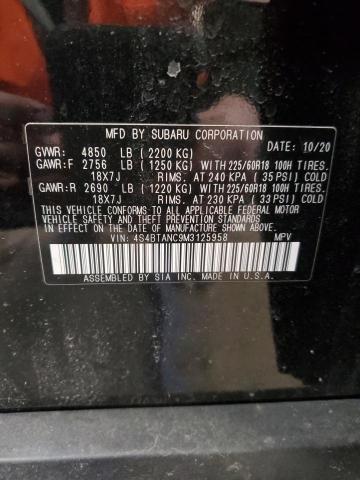 MFD BY SUBARU CORPORATION
DATE: 10/20
GVWR: 4850 LB (2200 KG)
GAWR:F 2756 LB (1250 KG) WITH 225/60R18 100H TIRES.
18X7J RIMS. AT 240 KPA (35 PSI) COLD
GAWR:R 2690 LB (1220 KG) WITH 225/60R18 100H TIRES.
18X7J RIMS. AT 230 KPA (33 PSI) COLD
THIS VEHICLE CONFORMS TO ALL APPLICABLE FEDERAL MOTOR
VEHICLE SAFETY AND THEFT PREVENTION STANDARDS
IN EFFECT ON THE DATE OF MANUFACTURE SHOWN ABOVE.
VIN: 4S4BTANC9M3125958 MPV
ASSEMBLED BY SIA INC. IN U.S.A.